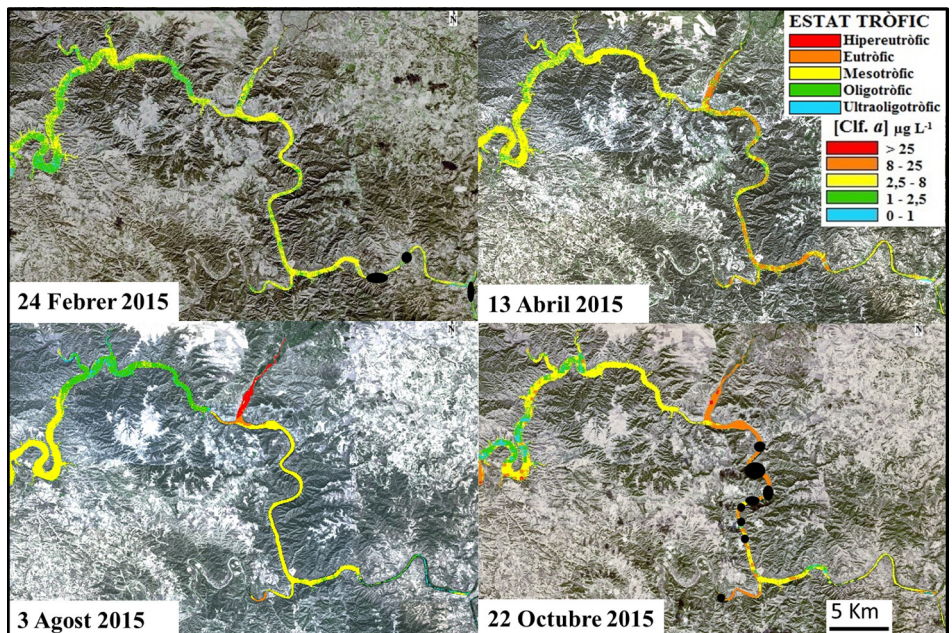 N
24 Febrer 2015
13 Abril 2015
ESTAT TRÒFIC
Hipereutròfic
Eutròfic
Mesotròfic
Oligotròfic
Ultraoligotròfic
[Clf. a] µg L-1
> 25
8 - 25
2,5 - 8
1 - 2,5
0 - 1
N
3 Agost 2015
N
22 Octubre 2015
5 Km